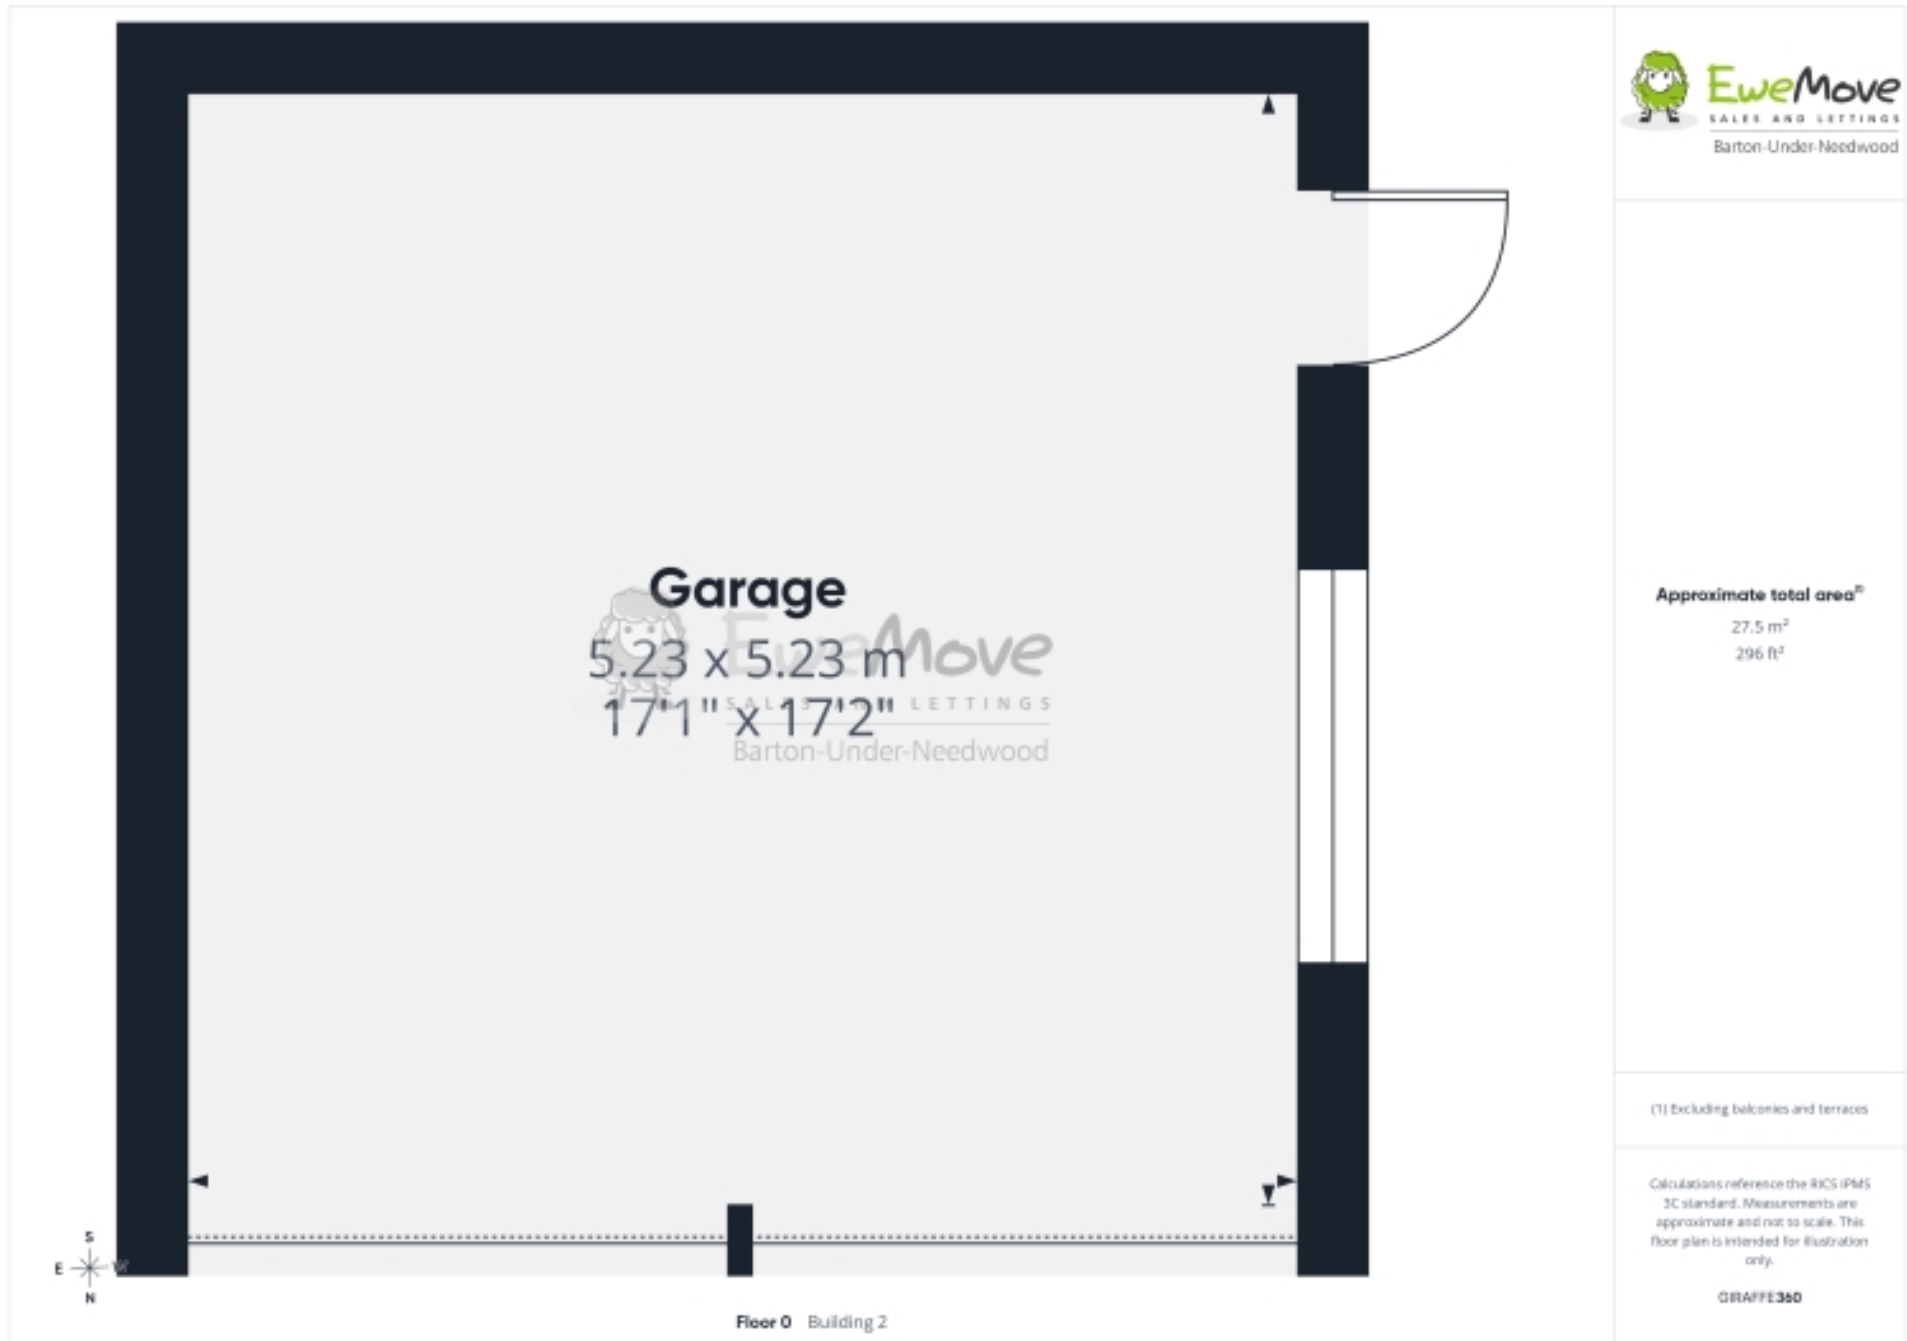 EweMove
SALES AND LETTINGS
Barton-Under-Needwood
Garage
5.23 x 5.23 m
17'1" x 17'2"
EweMove
SALES AND LETTINGS
Barton-Under-Needwood
Approximate total area(1)
27.5 m²
296 ft²
(1) Excluding balconies and terraces
Calculations reference the RICS IPMS
3C standard. Measurements are
approximate and not to scale. This
floor plan is intended for illustration
only.
GIRAFFE360
S
E W
N
Floor 0 Building 2